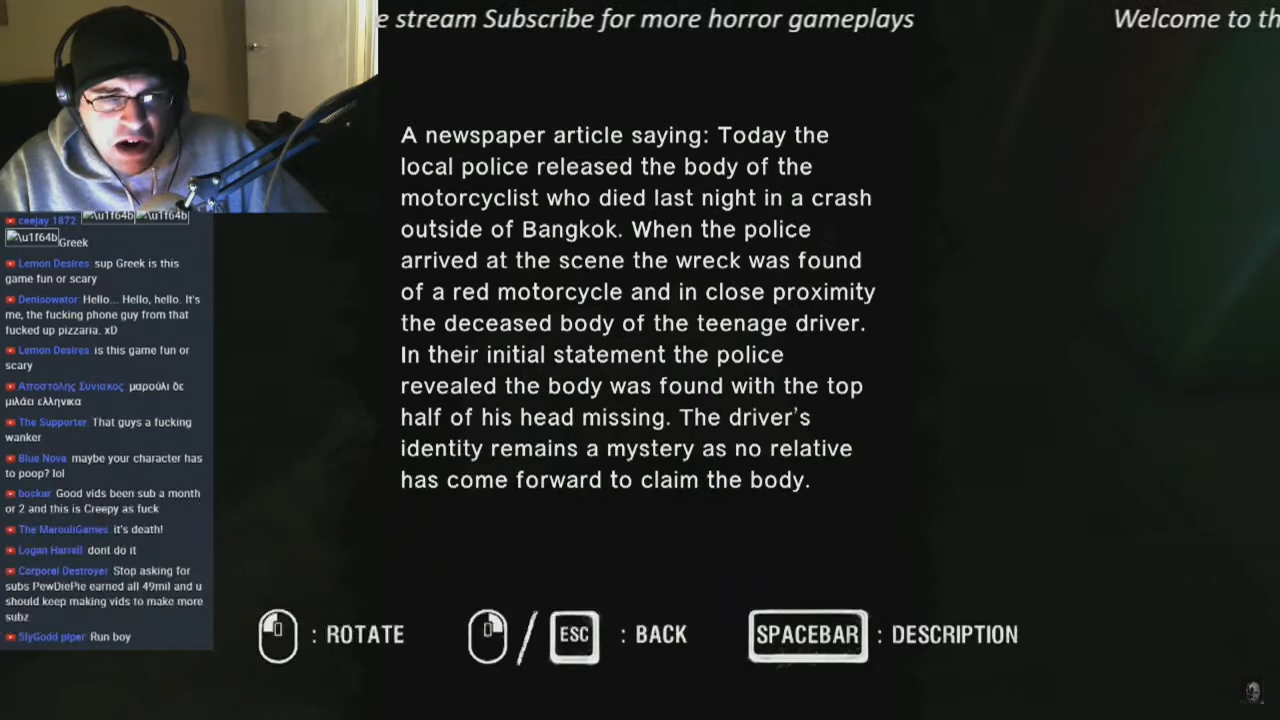 e stream Subscribe for more horror gameplays
Welcome to th
A newspaper article saying: Today the
local police released the body of the
motorcyclist who died last night in a crash
outside of Bangkok. When the police
arrived at the scene the wreck was found
of a red motorcycle and in close proximity
the deceased body of the teenage driver.
In their initial statement the police
revealed the body was found with the top
half of his head missing. The driver's
identity remains a mystery as no relative
has come forward to claim the body.
ceejay 1872 \u1f64b \u1f64b
\u1f64b Greek
Lemon Desires: sup Greek is this
game fun or scary
Denisowator Hello... Hello, hello. It's
me, the fucking phone guy from that
fucked up pizzaria. xD
Lemon Desires: is this game fun or
scary
Αποστόλης Συνιακος μαρούλι δε
μιλάει ελληνικα
The Supporter That guys a fucking
wanker
Blue Nova maybe your character has
to poop? lol
boskar Good vids been sub a month
or 2 and this is Creepy as fuck
The MarouliGames it's death!
Logan Harrell dont do it
Corporal Destroyer Stop asking for
subs PewDiePie earned all 49mil and u
should keep making vids to make more
subz
SlyGodd piper Run boy
: ROTATE
/ ESC : BACK
SPACEBAR : DESCRIPTION